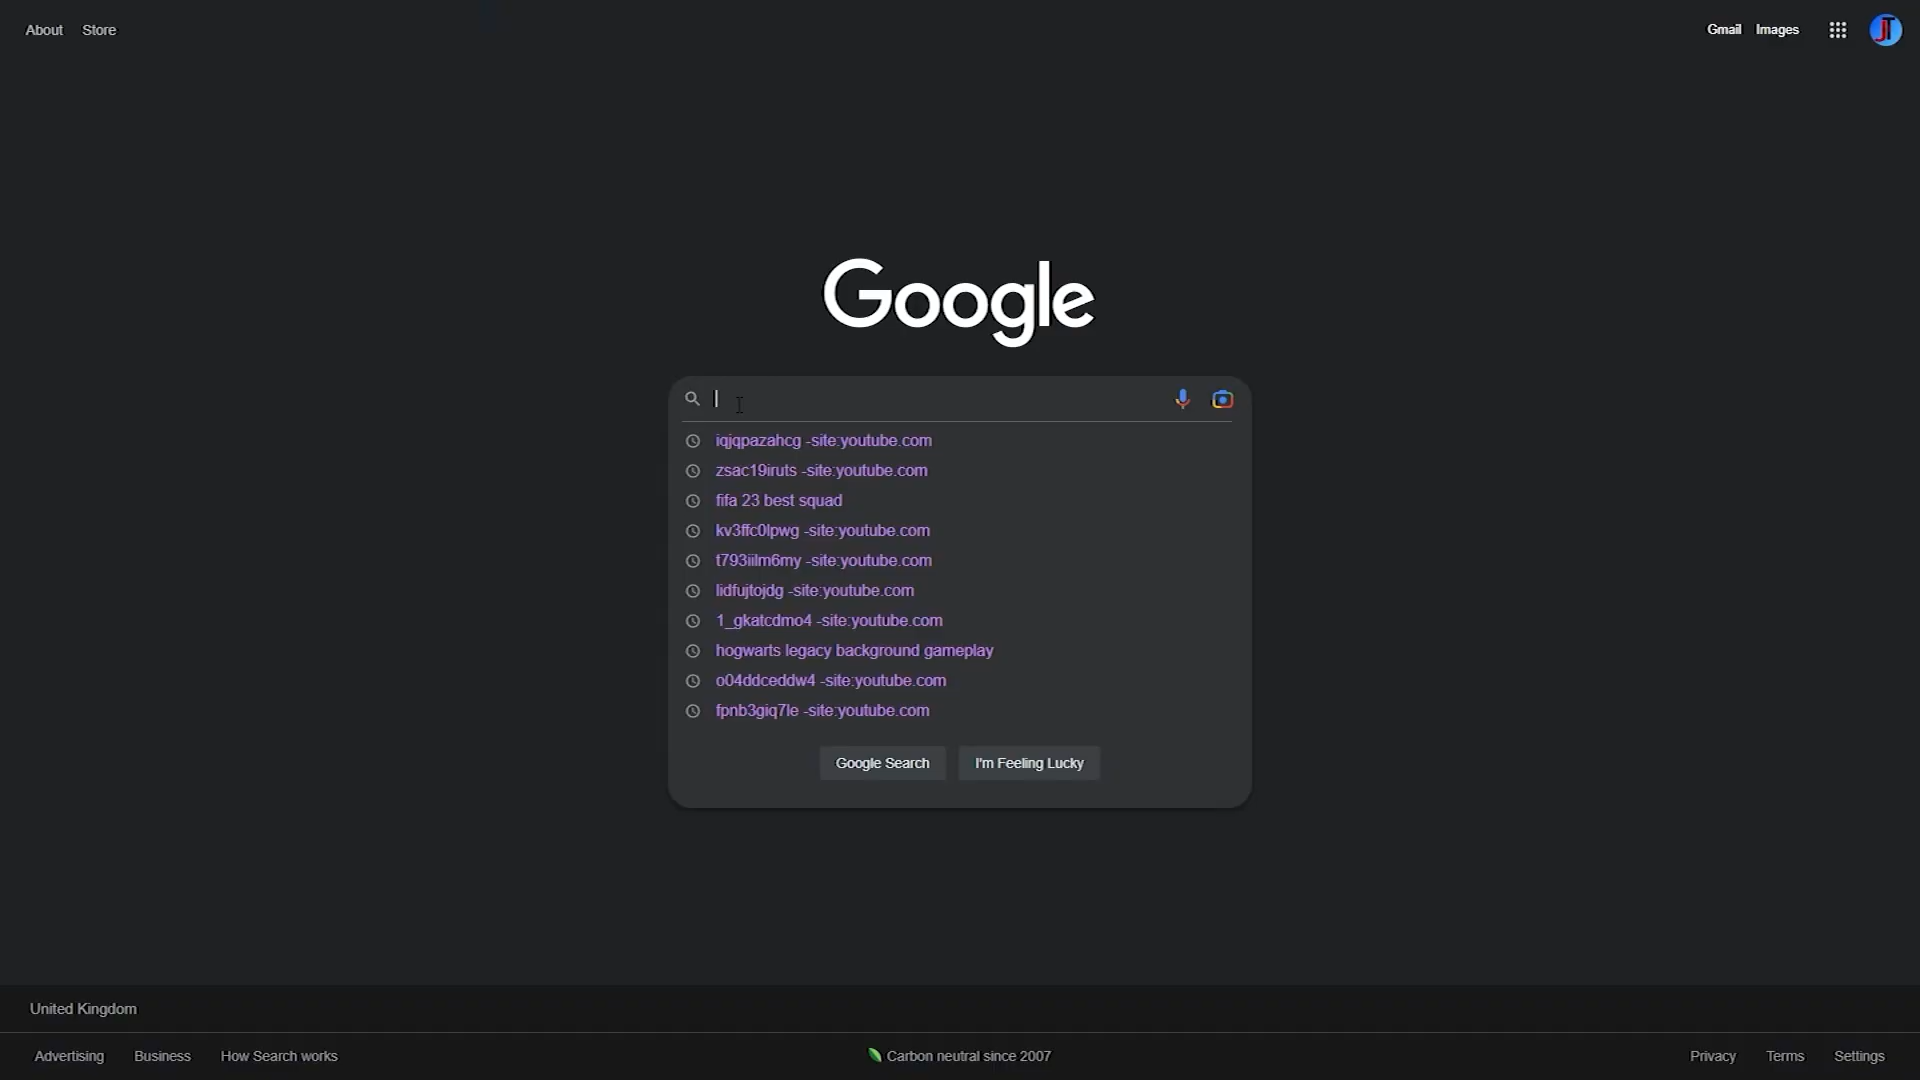 About Store
Gmail Images
JT
Google
iqjqpazahcg -site:youtube.com
zsac19iruts -site:youtube.com
fifa 23 best squad
kv3ffc0lpwg -site:youtube.com
t793iilm6my -site:youtube.com
lidfujtojdg -site:youtube.com
1_gkatcdmo4 -site:youtube.com
hogwarts legacy background gameplay
o04ddceddw4 -site:youtube.com
fpnb3giq7le -site:youtube.com
Google Search I'm Feeling Lucky
United Kingdom
Advertising Business How Search works
Carbon neutral since 2007
Privacy Terms Settings